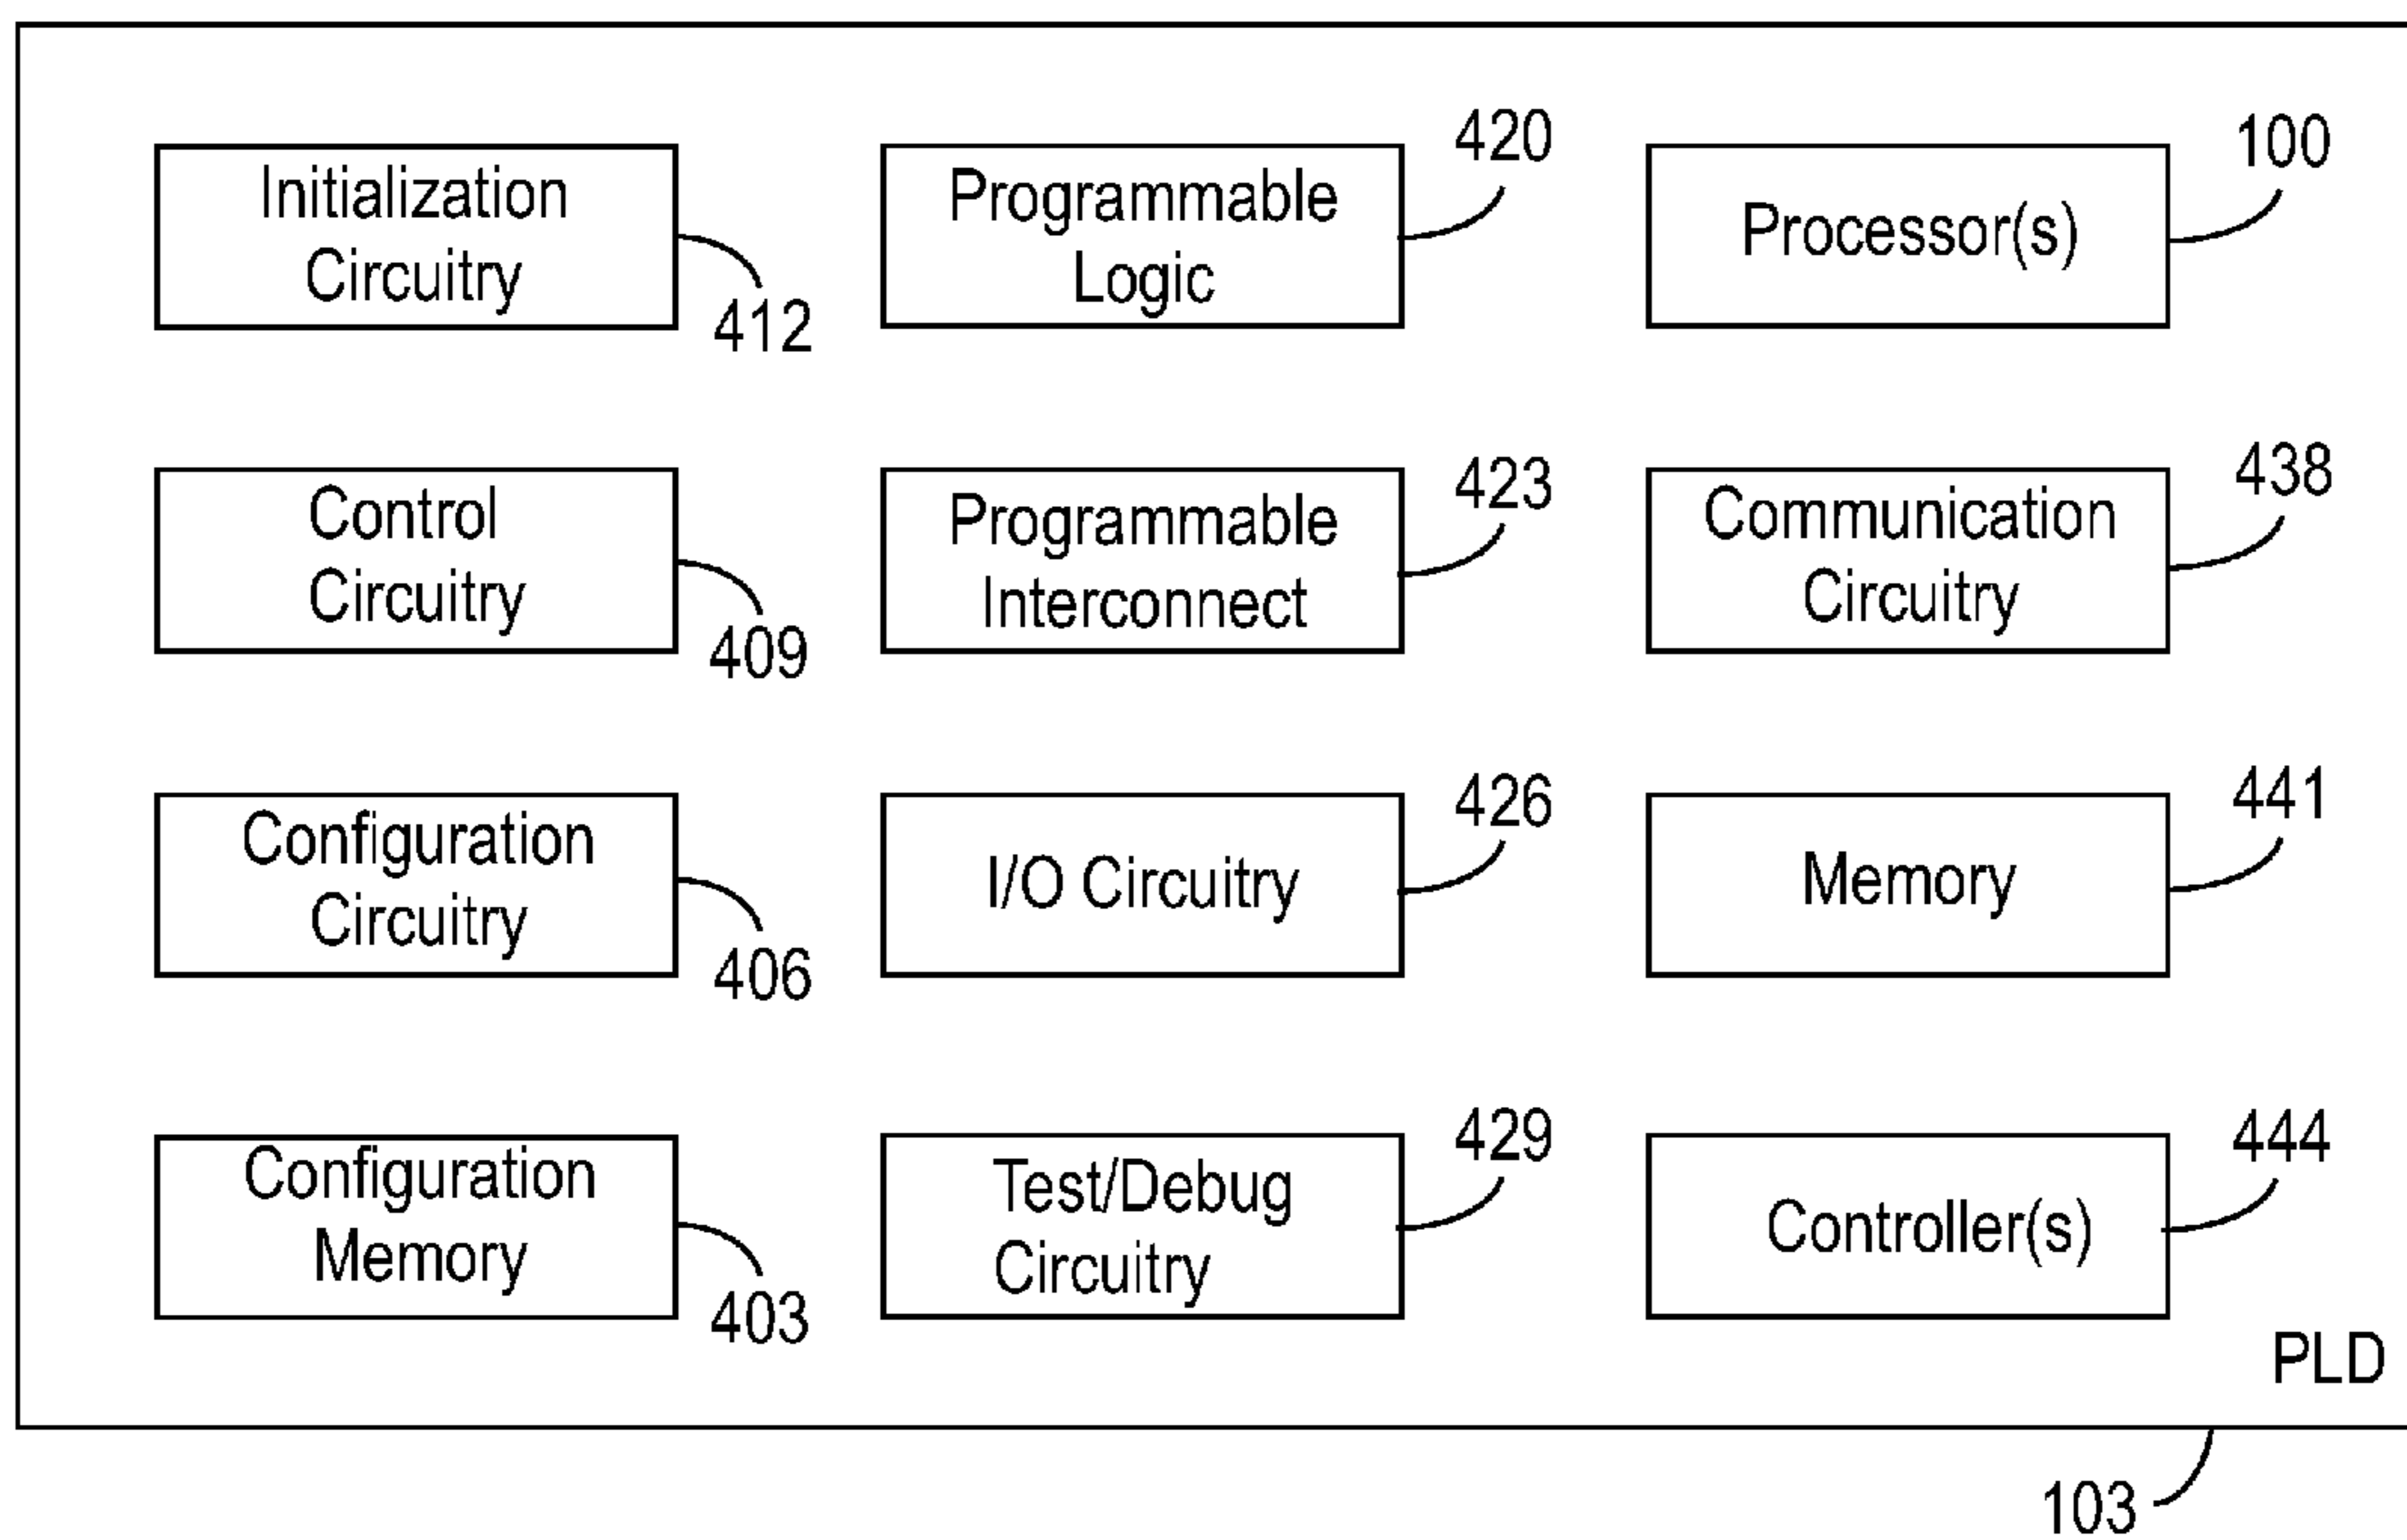 Initialization
Circuitry
412
Programmable
Logic
420
Processor(s)
100
Control
Circuitry
409
Programmable
Interconnect
423
Communication
Circuitry
438
Configuration
Circuitry
406
I/O Circuitry
426
Memory
441
Configuration
Memory
403
Test/Debug
Circuitry
429
Controller(s)
444
PLD
103